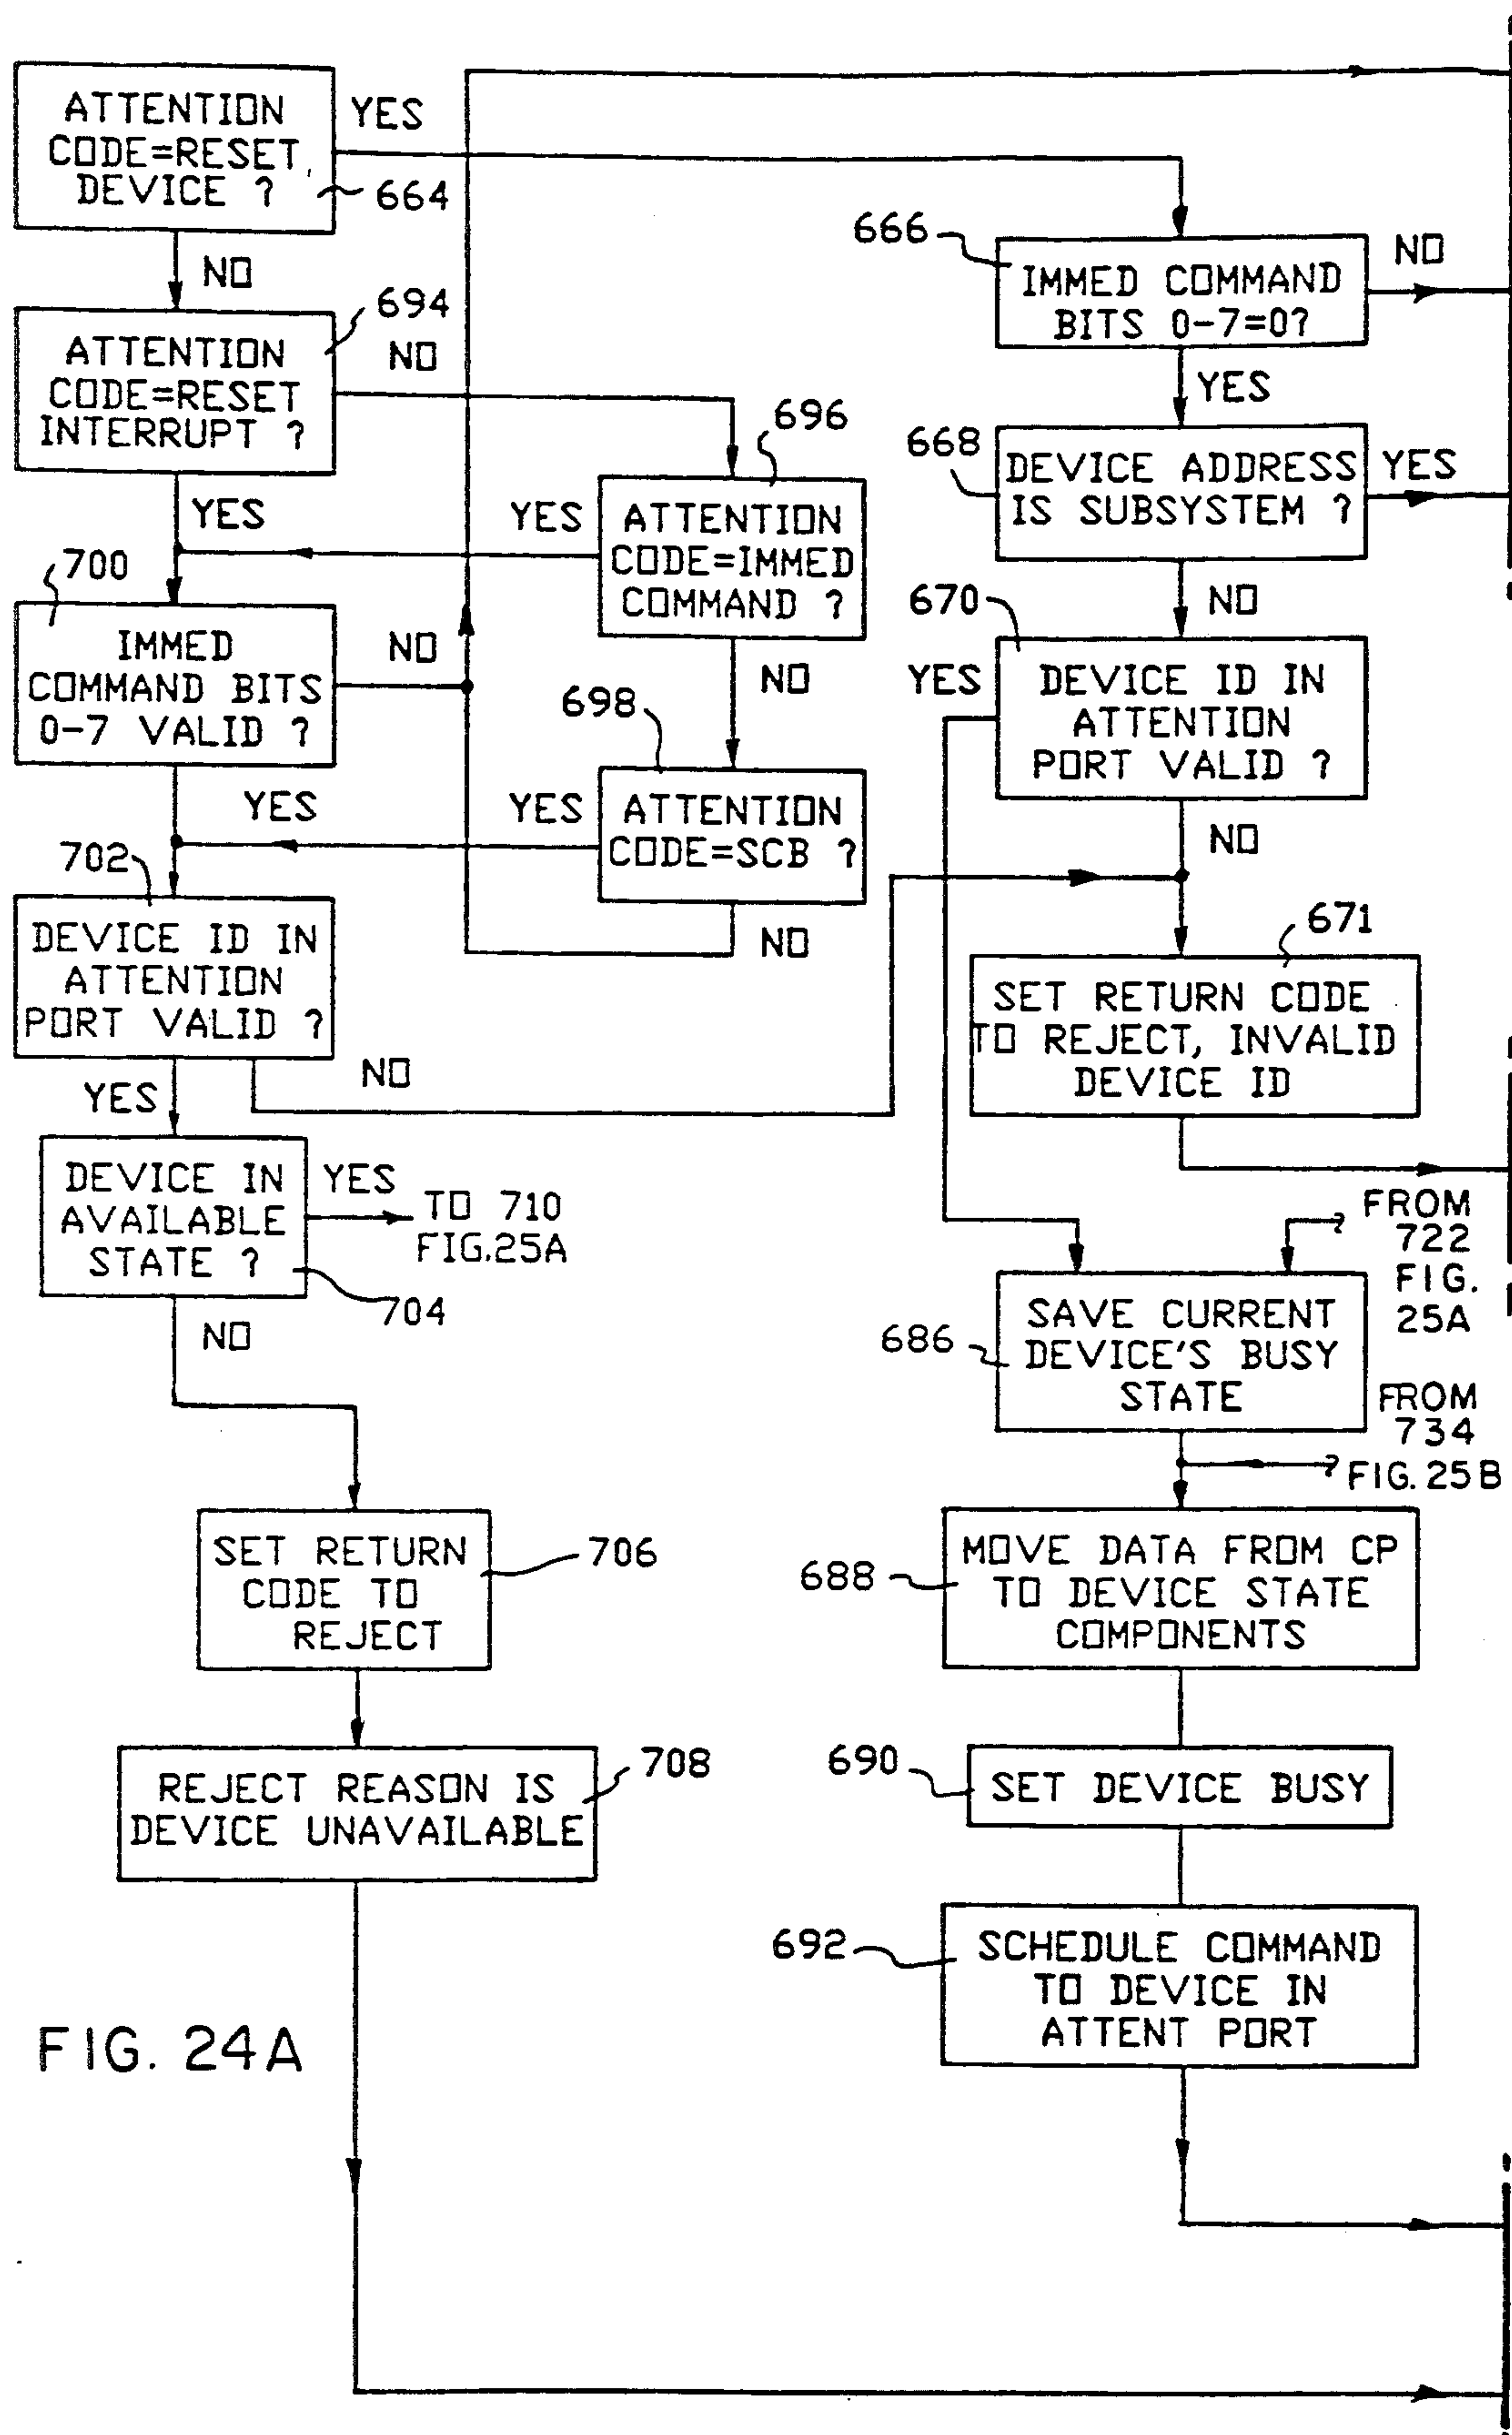 ATTENTION
CODE=RESET
DEVICE ?
664
YES
NO
694
ATTENTION
CODE=RESET
INTERRUPT ?
NO
YES
696
ATTENTION
CODE=IMMED
COMMAND ?
YES
NO
700
IMMED
COMMAND BITS
0-7 VALID ?
NO
YES
698
ATTENTION
CODE=SCB ?
YES
NO
702
DEVICE ID IN
ATTENTION
PORT VALID ?
NO
YES
DEVICE IN
AVAILABLE
STATE ?
704
YES
TO 710
FIG.25A
NO
SET RETURN
CODE TO
REJECT
706
REJECT REASON IS
DEVICE UNAVAILABLE
708
666
IMMED COMMAND
BITS 0-7=0?
NO
YES
668
DEVICE ADDRESS
IS SUBSYSTEM ?
YES
NO
670
DEVICE ID IN
ATTENTION
PORT VALID ?
YES
NO
671
SET RETURN CODE
TO REJECT, INVALID
DEVICE ID
FROM
722
FIG.
25A
686
SAVE CURRENT
DEVICE'S BUSY
STATE
FROM
734
FIG. 25B
688
MOVE DATA FROM CP
TO DEVICE STATE
COMPONENTS
690
SET DEVICE BUSY
692
SCHEDULE COMMAND
TO DEVICE IN
ATTENT PORT
FIG. 24A